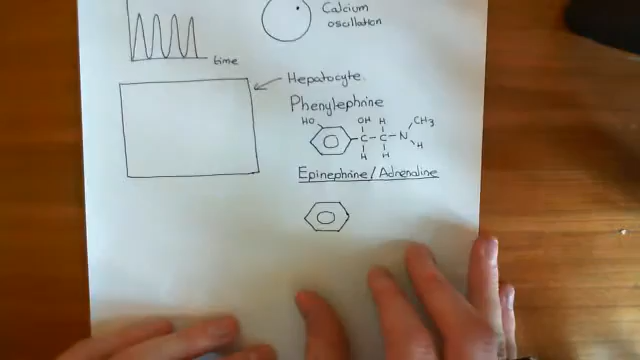 Calcium
oscillation
time
Hepatocyte
Phenylephrine
HO OH H CH3
C C N
H H H
Epinephrine/Adrenaline